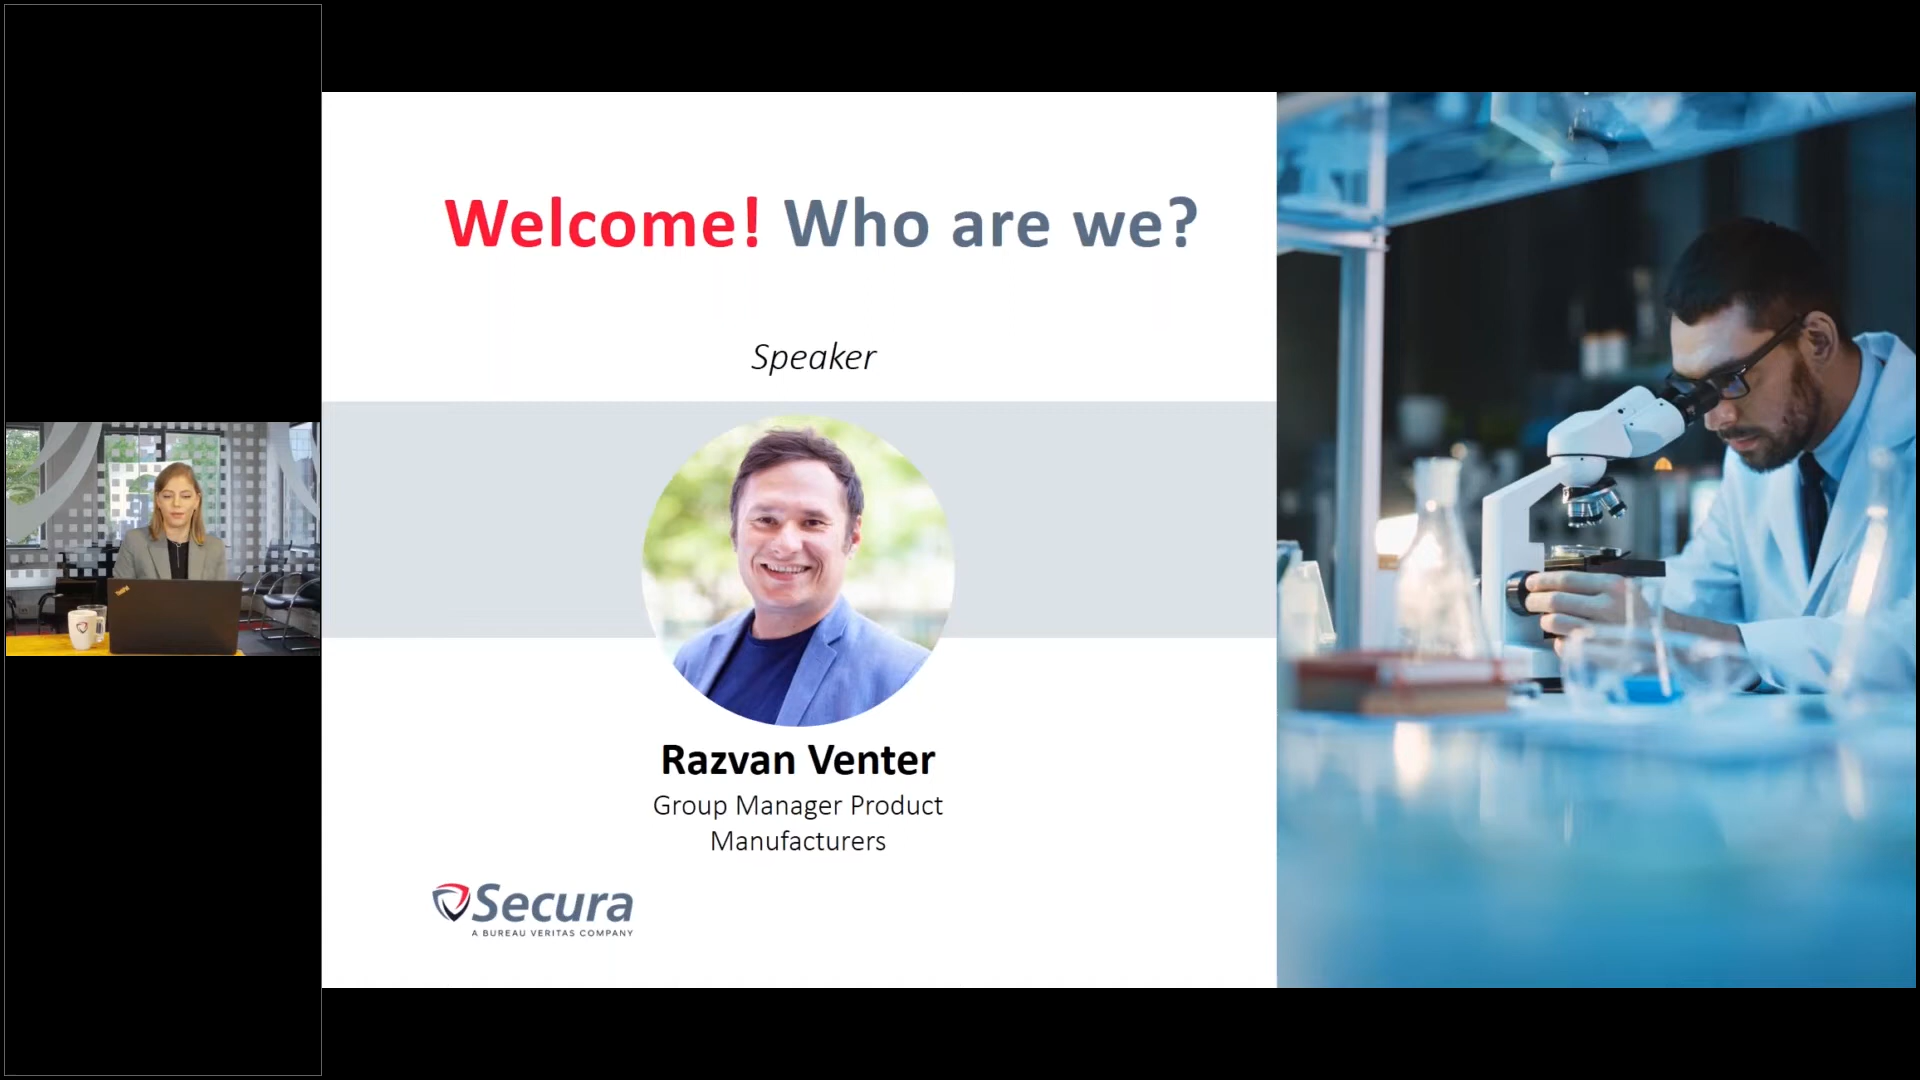 Welcome! Who are we?
Speaker
Razvan Venter
Group Manager Product
Manufacturers
Secura
A BUREAU VERITAS COMPANY